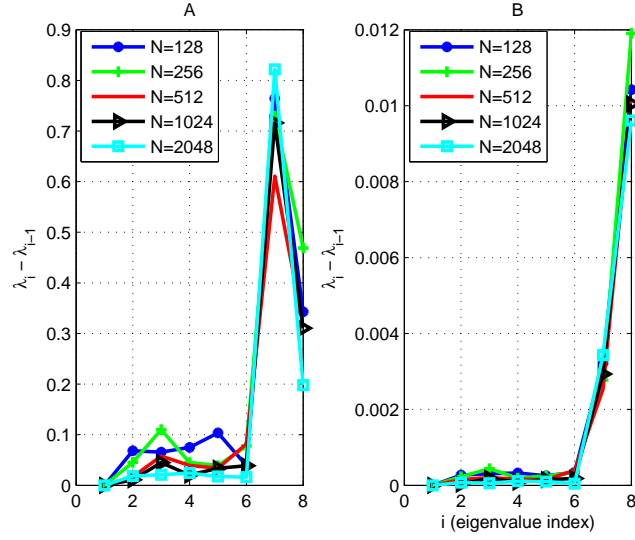 A
λi − λi−1
0.9
0.8
0.7
0.6
0.5
0.4
0.3
0.2
0.1
0
0 2 4 6 8
N=128
N=256
N=512
N=1024
N=2048
B
λi − λi−1
0.012
0.01
0.008
0.006
0.004
0.002
0
0 2 4 6 8
i (eigenvalue index)
N=128
N=256
N=512
N=1024
N=2048